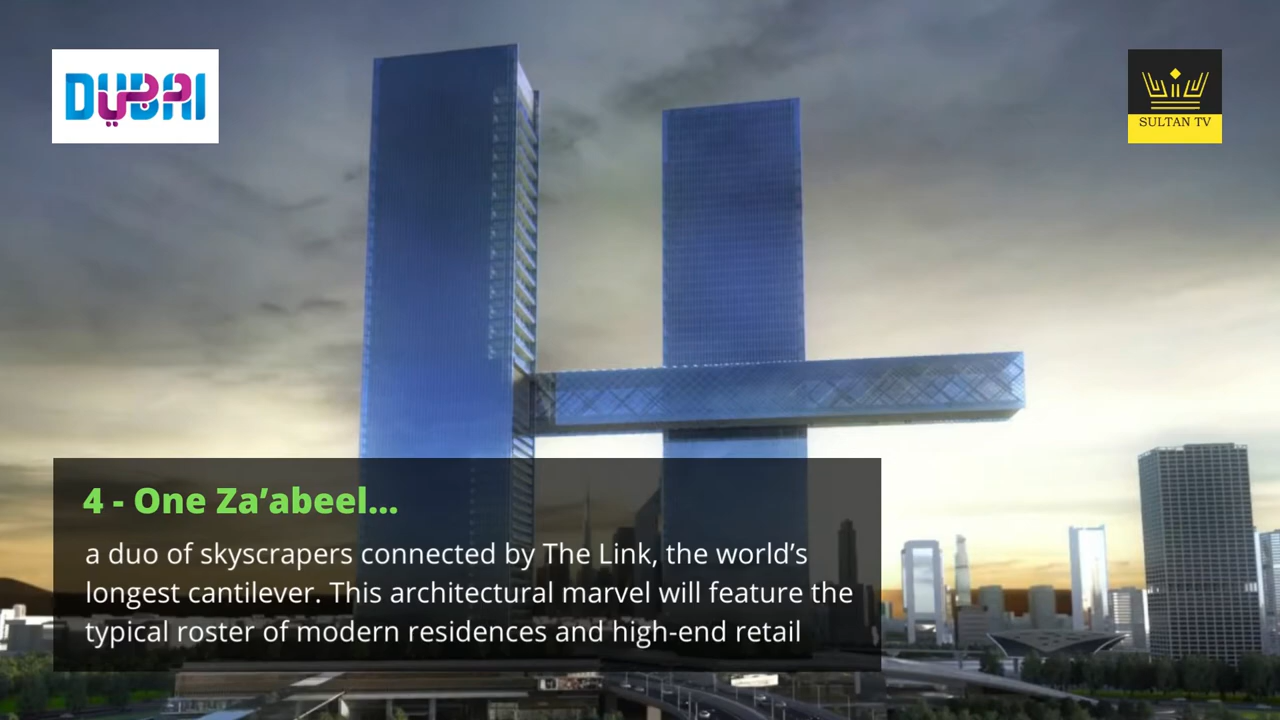 DUBAI
SULTAN TV
4 - One Za’abeel...
a duo of skyscrapers connected by The Link, the world’s
longest cantilever. This architectural marvel will feature the
typical roster of modern residences and high-end retail